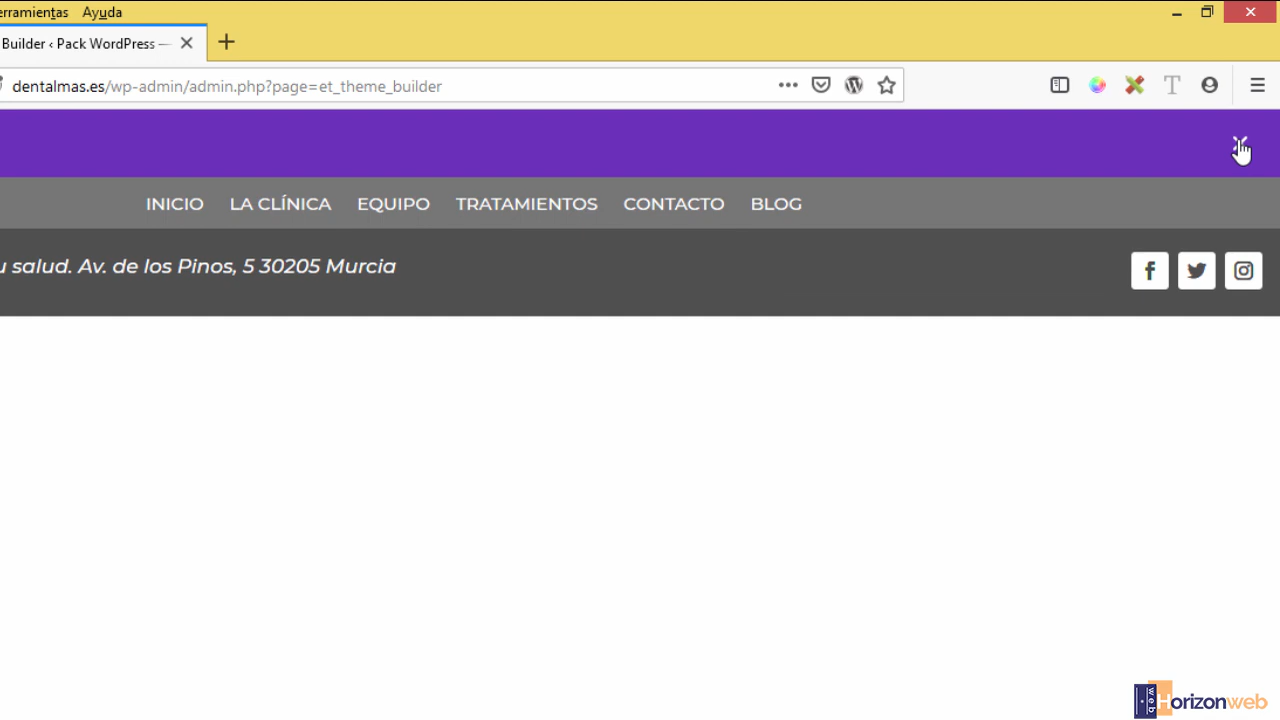 erramientas Ayuda
Builder ‹ Pack WordPress —
dentalmas.es/wp-admin/admin.php?page=et_theme_builder
INICIO LA CLÍNICA EQUIPO TRATAMIENTOS CONTACTO BLOG
u salud. Av. de los Pinos, 5 30205 Murcia
web Horizonweb